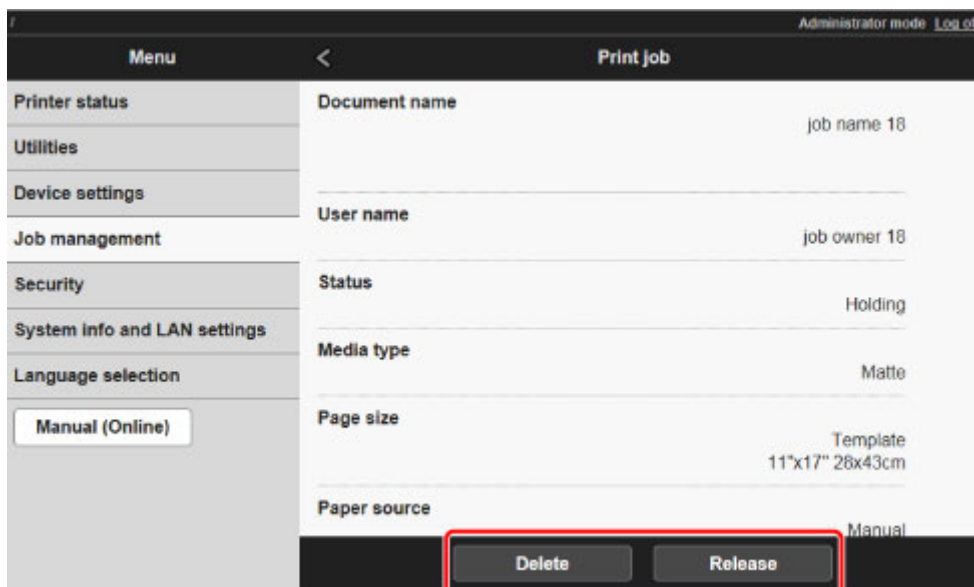 /
Administrator mode Log of
Menu
<
Print job
Printer status
Utilities
Device settings
Job management
Security
System info and LAN settings
Language selection
Manual (Online)
Document name
job name 18
User name
job owner 18
Status
Holding
Media type
Matte
Page size
Template
11"x17" 28x43cm
Paper source
Manual
Delete
Release